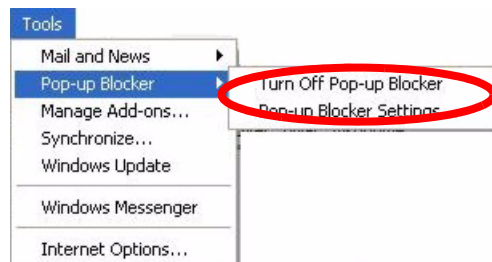 Tools
Mail and News
Pop-up Blocker
Turn Off Pop-up Blocker
Manage Add-ons...
Pop-up Blocker Settings
Synchronize...
Windows Update
Windows Messenger
Internet Options...